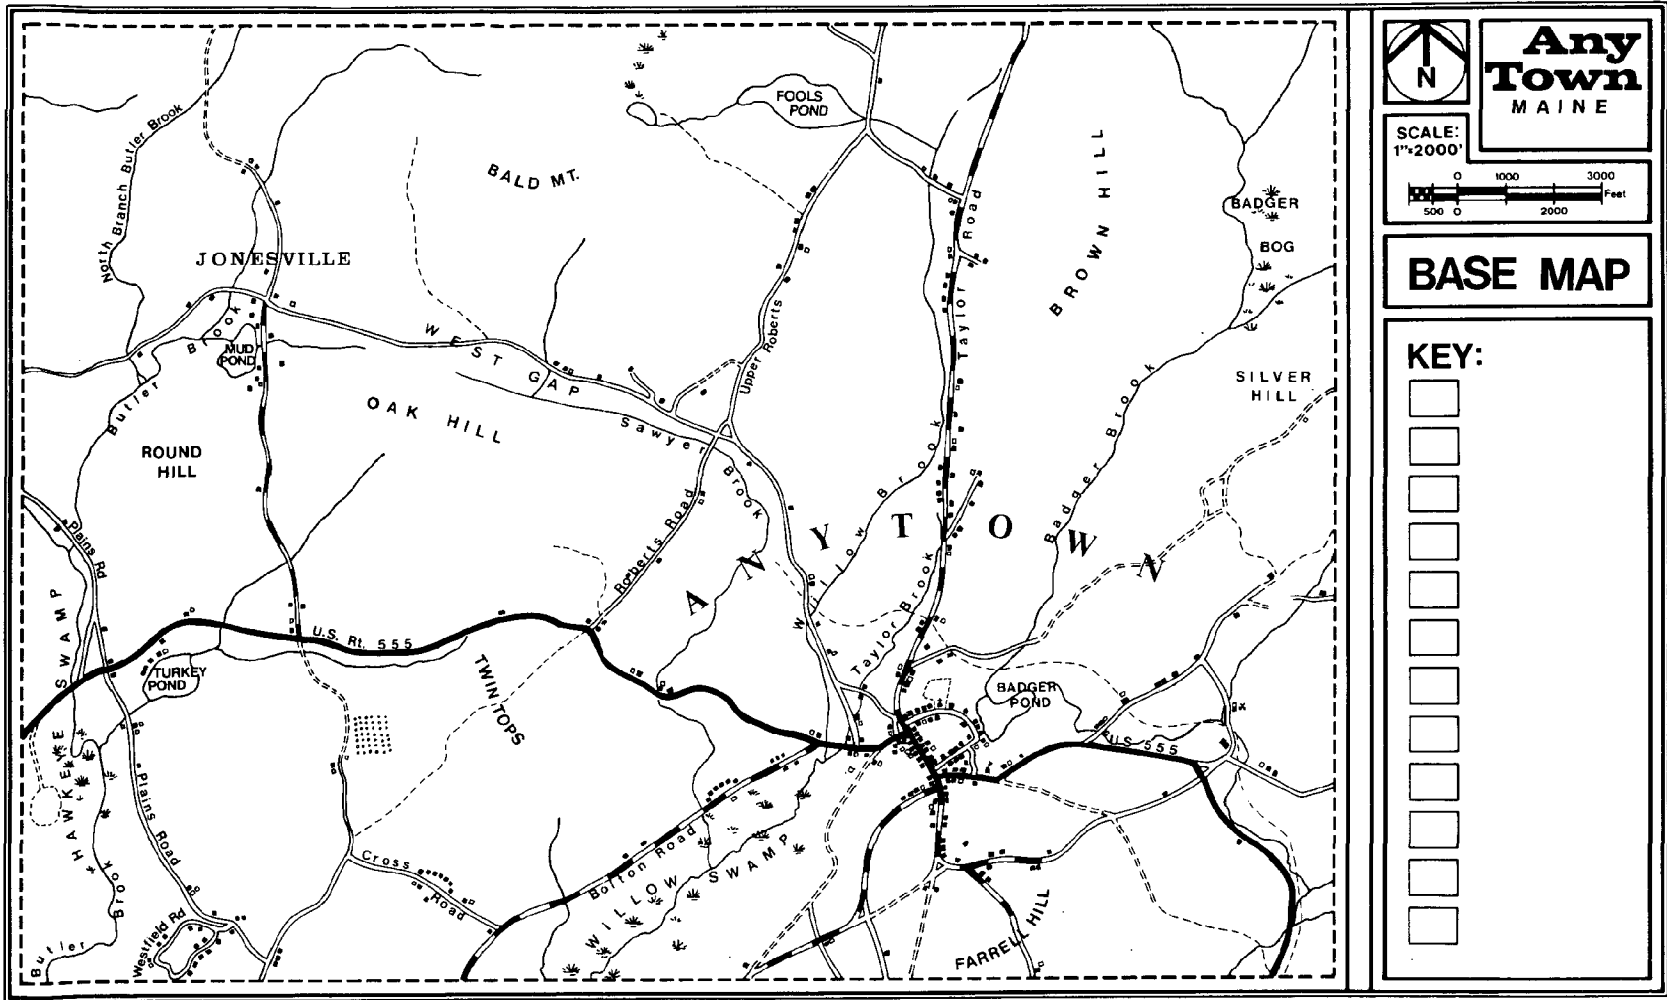 Any
Town
MAINE
N
SCALE:
1"=2000'
0 1000 3000
Feet
500 0 2000
BASE MAP
KEY:
FOOLS
POND
BALD MT.
North Branch Butler Brook
JONESVILLE
BROWN HILL
BADGER
BOG
Taylor Road
Upper Roberts
Butler Brook
MUD
POND
WEST GAP
OAK HILL
Sawyer Brook
SILVER
HILL
Badger Brook
ROUND
HILL
Willow Brook
ANYTOWN
Plains Rd
Roberts Road
Taylor Brook
U.S. Rt. 555
TURKEY
POND
TWIN TOPS
BADGER
POND
U.S 555
HAWKEYE SWAMP
Plains Road
Cross Road
Bolton Road
WILLOW SWAMP
Westfield Rd
Butler Brook
FARRELL HILL